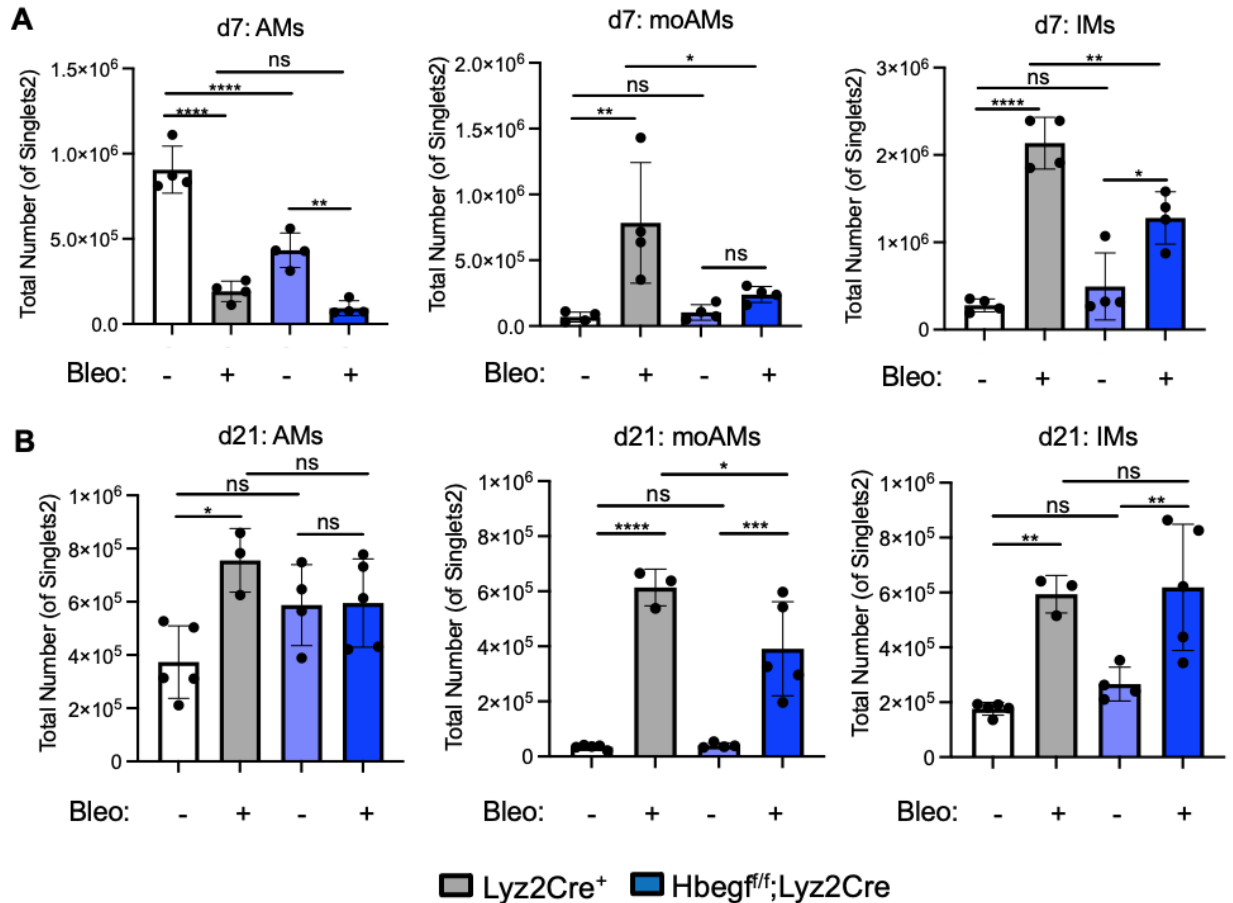 A
d7: AMs
Total Number (of Singlets2)
1.5×10⁶
1.0×10⁶
5.0×10⁵
0.0
ns
****
****
**
Bleo: - + - +
d7: moAMs
Total Number (of Singlets2)
2.0×10⁶
1.5×10⁶
1.0×10⁶
5.0×10⁵
0.0
*
ns
**
ns
Bleo: - + - +
d7: IMs
Total Number (of Singlets2)
3×10⁶
2×10⁶
1×10⁶
0
**
ns
****
*
Bleo: - + - +
B
d21: AMs
Total Number (of Singlets2)
1×10⁶
8×10⁵
6×10⁵
4×10⁵
2×10⁵
0
ns
ns
*
ns
Bleo: - + - +
d21: moAMs
Total Number (of Singlets2)
1×10⁶
8×10⁵
6×10⁵
4×10⁵
2×10⁵
0
*
ns
****
***
Bleo: - + - +
d21: IMs
Total Number (of Singlets2)
1×10⁶
8×10⁵
6×10⁵
4×10⁵
2×10⁵
0
ns
ns
**
**
Bleo: - + - +
Lyz2Cre⁺ Hbegfᶠ/ᶠ;Lyz2Cre